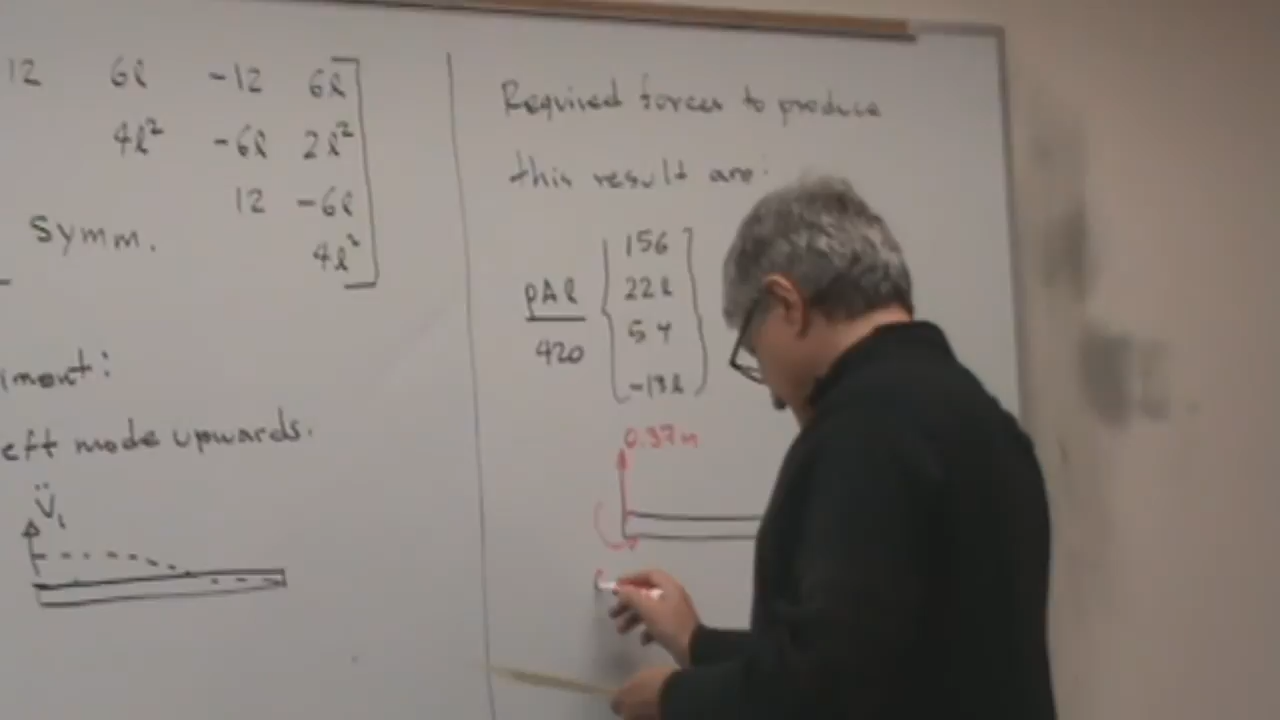 12 6ℓ -12 6ℓ
4ℓ² -6ℓ 2ℓ²
12 -6ℓ
Symm.
4ℓ²
iment:
eft mode upwards.
V̈₁
Required forces to produce
this result are:
ρAℓ
420
156
22ℓ
54
-13ℓ
0.37m